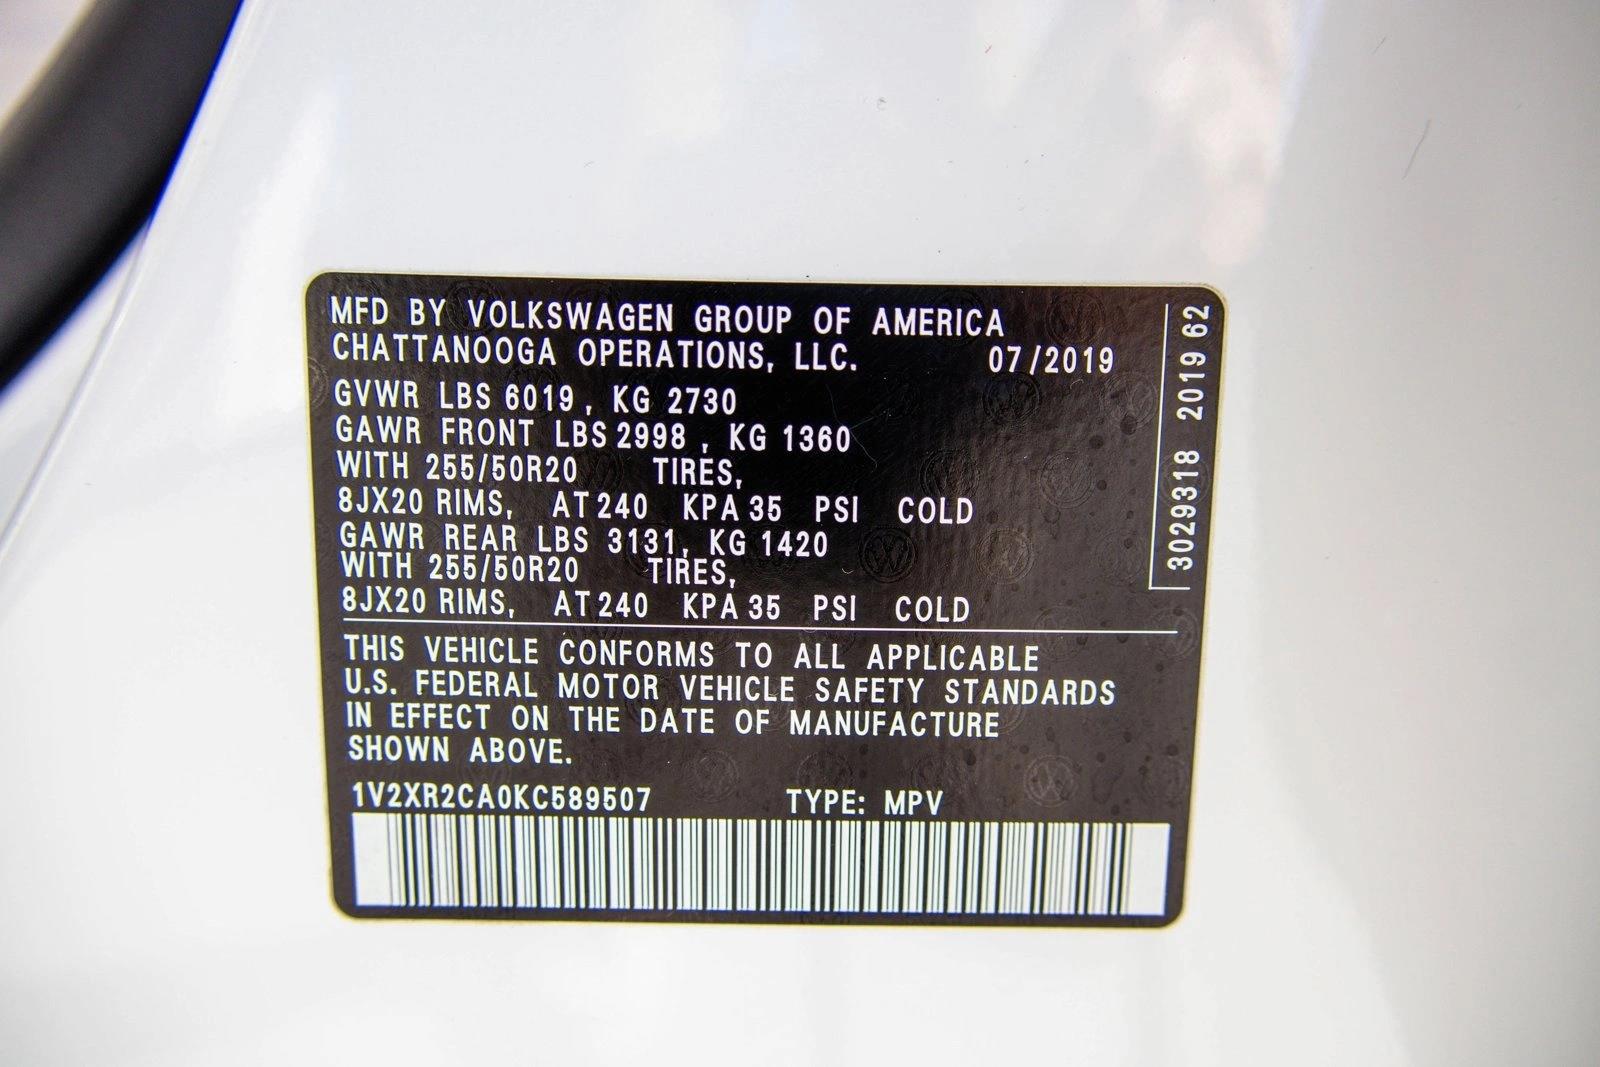 MFD BY VOLKSWAGEN GROUP OF AMERICA
CHATTANOOGA OPERATIONS, LLC. 07/2019
GVWR LBS 6019, KG 2730
GAWR FRONT LBS 2998, KG 1360
WITH 255/50R20 TIRES,
8JX20 RIMS, AT 240 KPA 35 PSI COLD
GAWR REAR LBS 3131, KG 1420
WITH 255/50R20 TIRES,
8JX20 RIMS, AT 240 KPA 35 PSI COLD
THIS VEHICLE CONFORMS TO ALL APPLICABLE
U.S. FEDERAL MOTOR VEHICLE SAFETY STANDARDS
IN EFFECT ON THE DATE OF MANUFACTURE
SHOWN ABOVE.
1V2XR2CA0KC589507 TYPE: MPV
3029318 2019 62